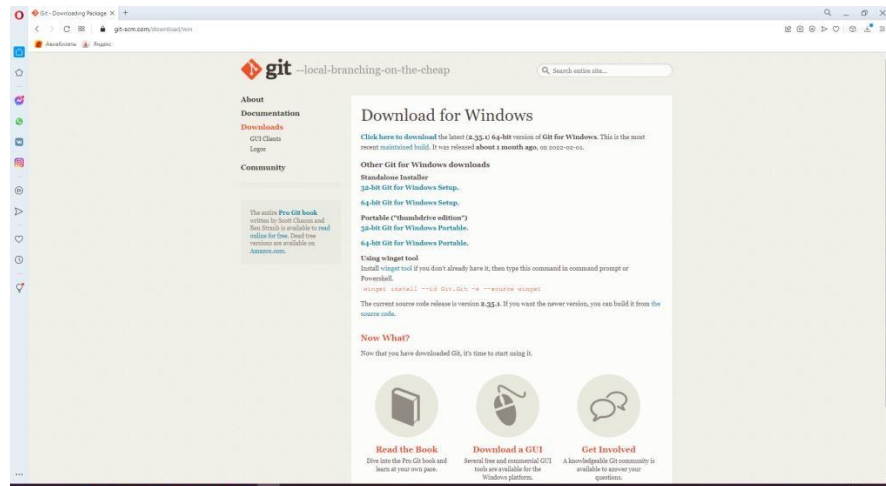 Git - Downloading Package
git-scm.com/download/win
Авиабилеты
Яндекс
git --local-branching-on-the-cheap
Search entire site...
About
Documentation
Downloads
GUI Clients
Logos
Community
The entire Pro Git book
written by Scott Chacon and
Ben Straub is available to read
online for free. Dead tree
versions are available on
Amazon.com.
Download for Windows
Click here to download the latest (2.35.1) 64-bit version of Git for Windows. This is the most
recent maintained build. It was released about 1 month ago, on 2022-02-01.
Other Git for Windows downloads
Standalone Installer
32-bit Git for Windows Setup.
64-bit Git for Windows Setup.
Portable ("thumbdrive edition")
32-bit Git for Windows Portable.
64-bit Git for Windows Portable.
Using winget tool
Install winget tool if you don't already have it, then type this command in command prompt or
Powershell.
winget install --id Git.Git -e --source winget
The current source code release is version 2.35.1. If you want the newer version, you can build it from the
source code.
Now What?
Now that you have downloaded Git, it's time to start using it.
Read the Book
Dive into the Pro Git book and
learn at your own pace.
Download a GUI
Several free and commercial GUI
tools are available for the
Windows platform.
Get Involved
A knowledgeable Git community is
available to answer your
questions.